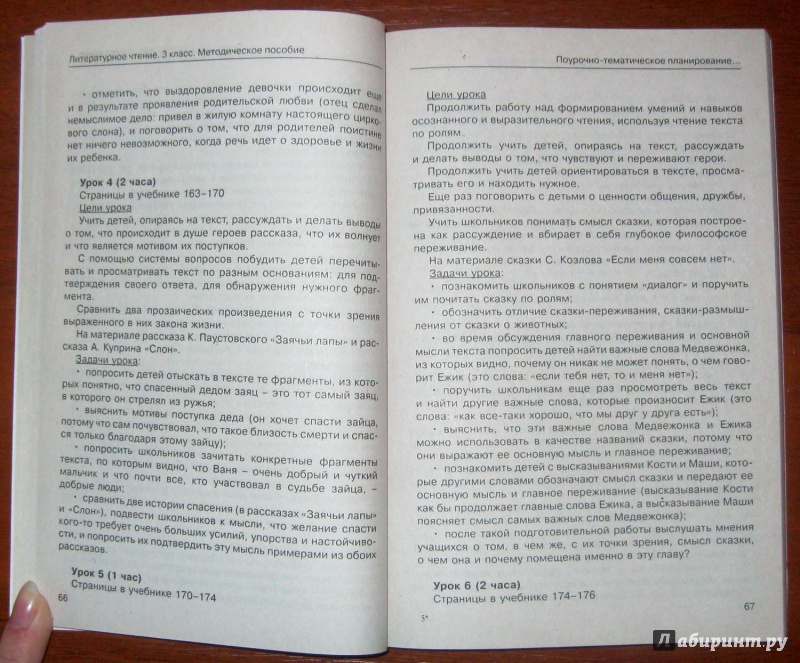 Литературное чтение. 3 класс. Методическое пособие
• отметить, что выздоровление девочки происходит еще
и в результате проявления родительской любви (отец сделал
немыслимое дело: привел в жилую комнату настоящего цирко-
вого слона), и поговорить о том, что для родителей поистине
нет ничего невозможного, когда речь идет о здоровье и жизни
их ребенка.
Урок 4 (2 часа)
Страницы в учебнике 163–170
Цели урока
Учить детей, опираясь на текст, рассуждать и делать выводы
о том, что происходит в душе героев рассказа, что их волнует
и что является мотивом их поступков.
С помощью системы вопросов побудить детей перечиты-
вать и просматривать текст по разным основаниям: для под-
тверждения своего ответа, для обнаружения нужного фраг-
мента.
Сравнить два прозаических произведения с точки зрения
выраженного в них закона жизни.
На материале рассказа К. Паустовского «Заячьи лапы» и рас-
сказа А. Куприна «Слон».
Задачи урока:
• попросить детей отыскать в тексте те фрагменты, из ко-
рых понятно, что спасенный дедом заяц – это тот самый заяц,
в которого он стрелял из ружья;
• выяснить мотивы поступка деда (он хочет спасти зайца,
потому что сам почувствовал, что такое близость смерти и спас-
ся только благодаря этому зайцу);
• попросить школьников зачитать конкретные фрагменты
текста, по которым видно, что Ваня – очень добрый и чуткий
мальчик и что почти все, кто участвовал в судьбе зайца, –
добрые люди;
• сравнить две истории спасения (в рассказах «Заячьи лапы»
и «Слон»), подвести школьников к мысли, что желание спасти
кого-то требует очень больших усилий, упорства и настойчиво-
сти, и попросить их подтвердить эту мысль примерами из обоих
рассказов.
Урок 5 (1 час)
Страницы в учебнике 170–174
66
Поурочно-тематическое планирование...
Цели урока
Продолжить работу над формированием умений и навыков
осознанного и выразительного чтения, используя чтение текста
по ролям.
Продолжить учить детей, опираясь на текст, рассуждать
и делать выводы о том, что чувствуют и переживают герои.
Продолжить учить детей ориентироваться в тексте, просма-
тривать его и находить нужное.
Еще раз поговорить с детьми о ценности общения, дружбы,
привязанности.
Учить школьников понимать смысл сказки, которая построе-
на как рассуждение и вбирает в себя глубокое философское
переживание.
На материале сказки С. Козлова «Если меня совсем нет».
Задачи урока:
• познакомить школьников с понятием «диалог» и поручить
им почитать сказку по ролям;
• обозначить отличие сказки-переживания, сказки-размыш-
ления от сказки о животных;
• во время обсуждения главного переживания и основной
мысли текста попросить детей найти важные слова Медвежонка,
из которых видно, почему он никак не может понять, о чем гово-
рит Ежик (это слова: «если тебя нет, то и меня нет»);
• поручить школьникам еще раз просмотреть весь текст
и найти другие важные слова, которые произносит Ежик (это
слова: «как все-таки хорошо, что мы друг у друга есть»);
• выяснить, что эти важные слова Медвежонка и Ежика
можно использовать в качестве названий сказки, потому что
они выражает ее основную мысль и главное переживание;
• познакомить детей с высказываниями Кости и Маши, кото-
рые другими словами обозначают смысл сказки и передают ее
основную мысль и главное переживание (высказывание Кости
как бы продолжает главные слова Ежика, а высказывание Маши
поясняет смысл самых важных слов Медвежонка);
• после такой подготовительной работы выслушать мнения
учащихся о том, в чем же, с их точки зрения, смысл сказки,
о чем она и почему помещена именно в эту главу?
Урок 6 (2 часа)
Страницы в учебнике 174–176
67
5*
Лабиринт.ру